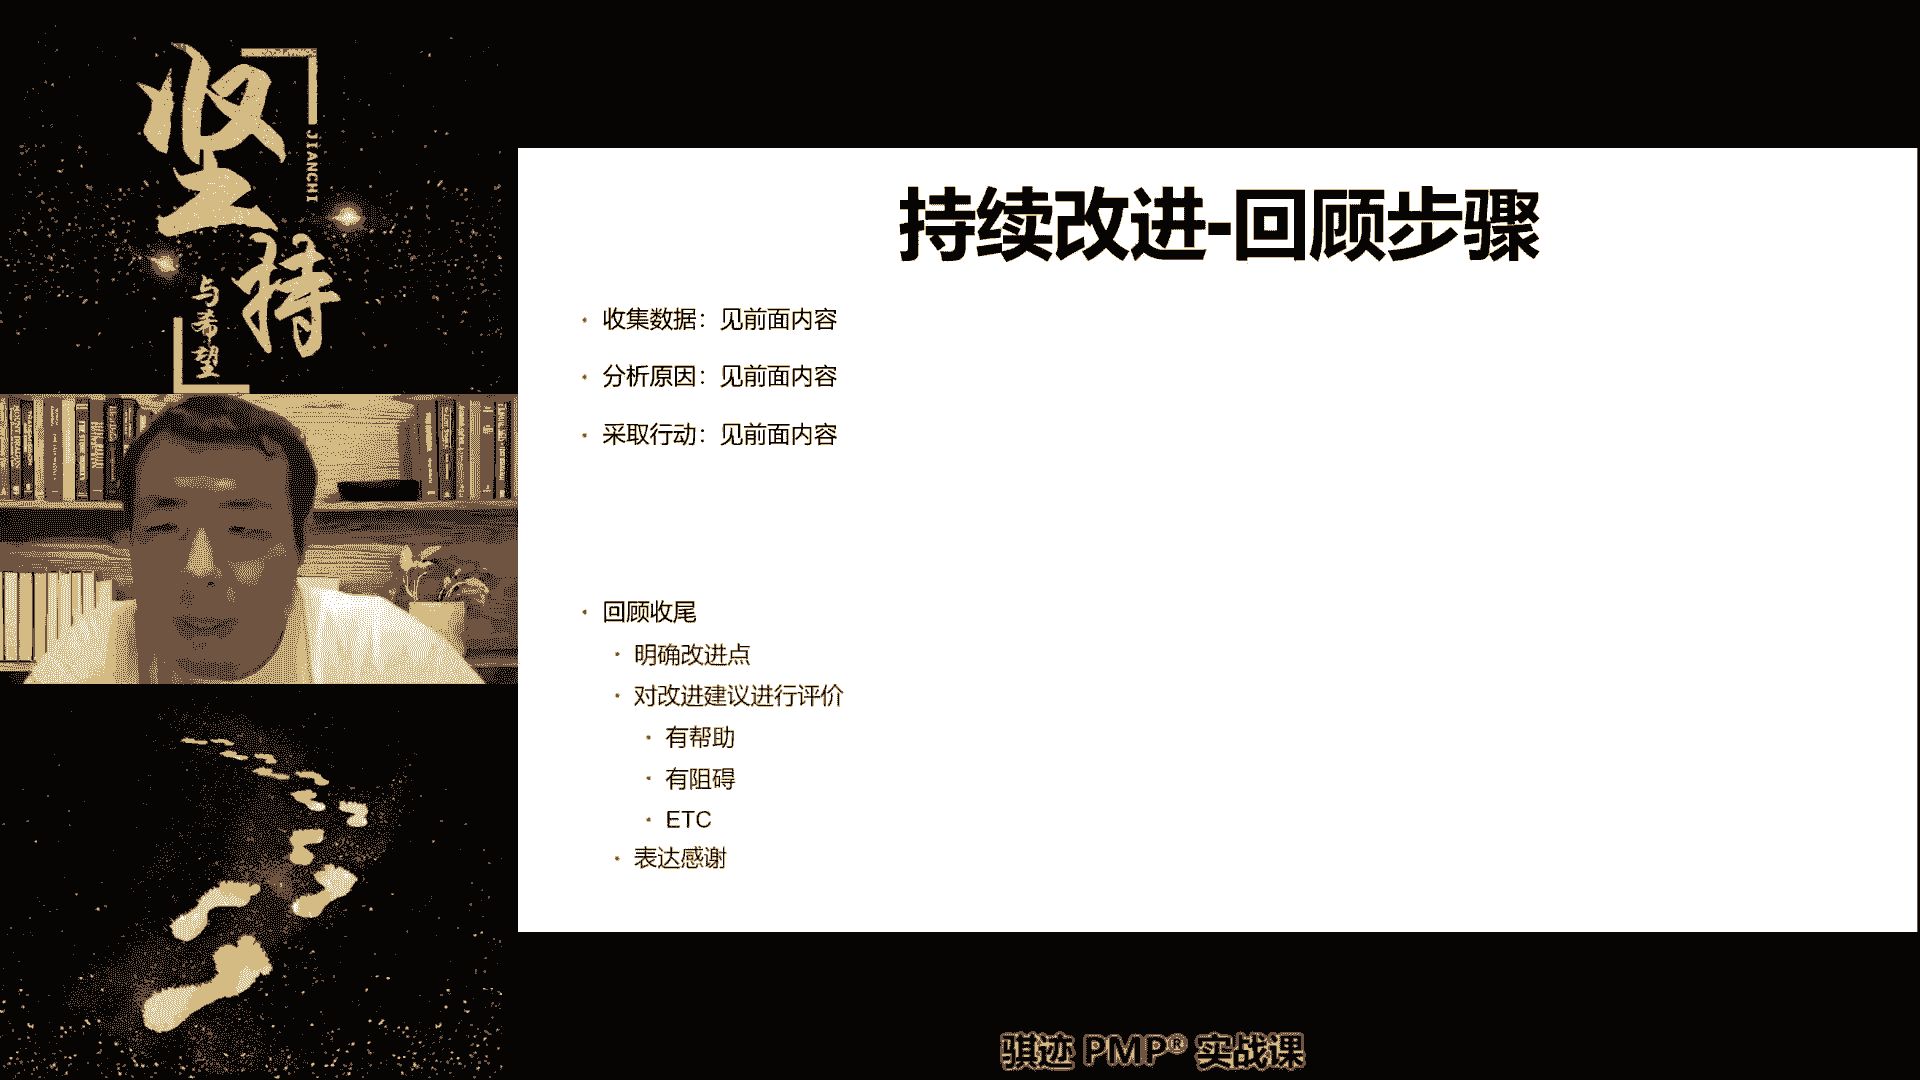 坚持
JIANCHI
与希望
持续改进-回顾步骤
· 收集数据：见前面内容
· 分析原因：见前面内容
· 采取行动：见前面内容
· 回顾收尾
· 明确改进点
· 对改进建议进行评价
· 有帮助
· 有阻碍
· ETC
· 表达感谢
骐迹 PMP® 实战课